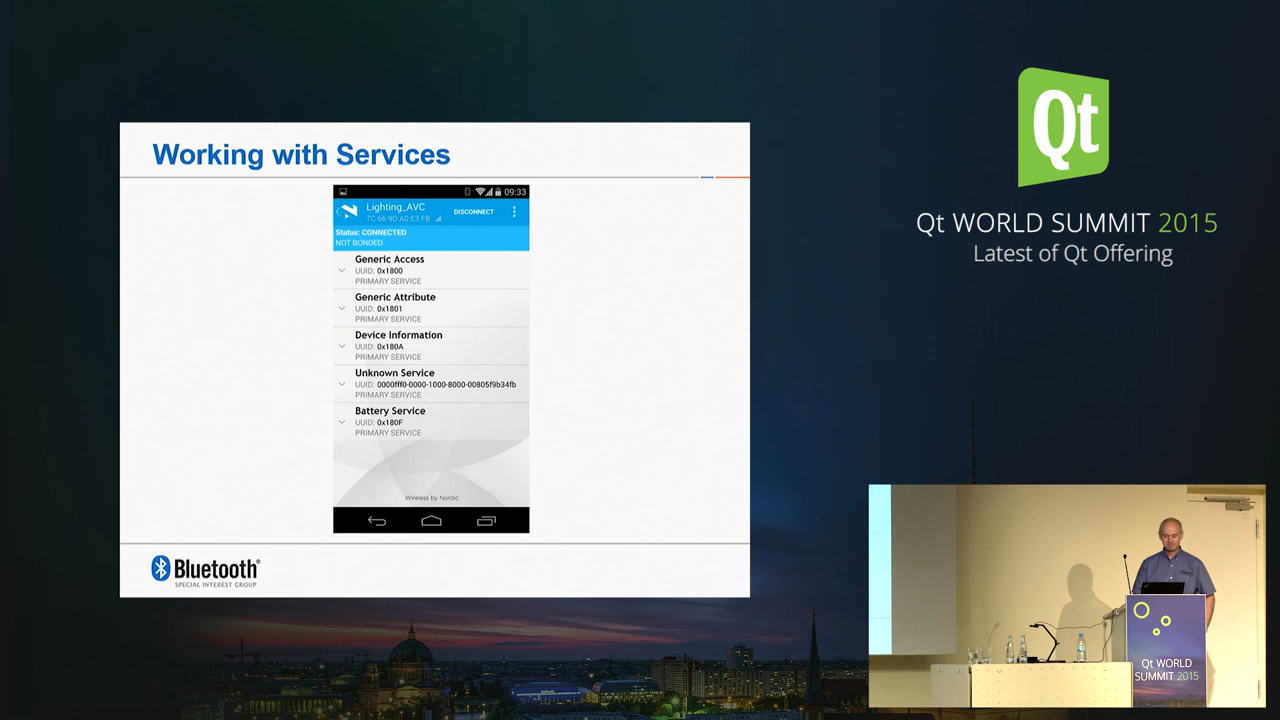 Working with Services
09:33
Lighting_AVC
7C:66:9D:A0:E3:FB
DISCONNECT
Status: CONNECTED
NOT BONDED
Generic Access
UUID: 0x1800
PRIMARY SERVICE
Generic Attribute
UUID: 0x1801
PRIMARY SERVICE
Device Information
UUID: 0x180A
PRIMARY SERVICE
Unknown Service
UUID: 0000fff0-0000-1000-8000-00805f9b34fb
PRIMARY SERVICE
Battery Service
UUID: 0x180F
PRIMARY SERVICE
Wireless by Nordic
Bluetooth®
SPECIAL INTEREST GROUP
Qt
Qt WORLD SUMMIT 2015
Latest of Qt Offering
Qt WORLD
SUMMIT 2015